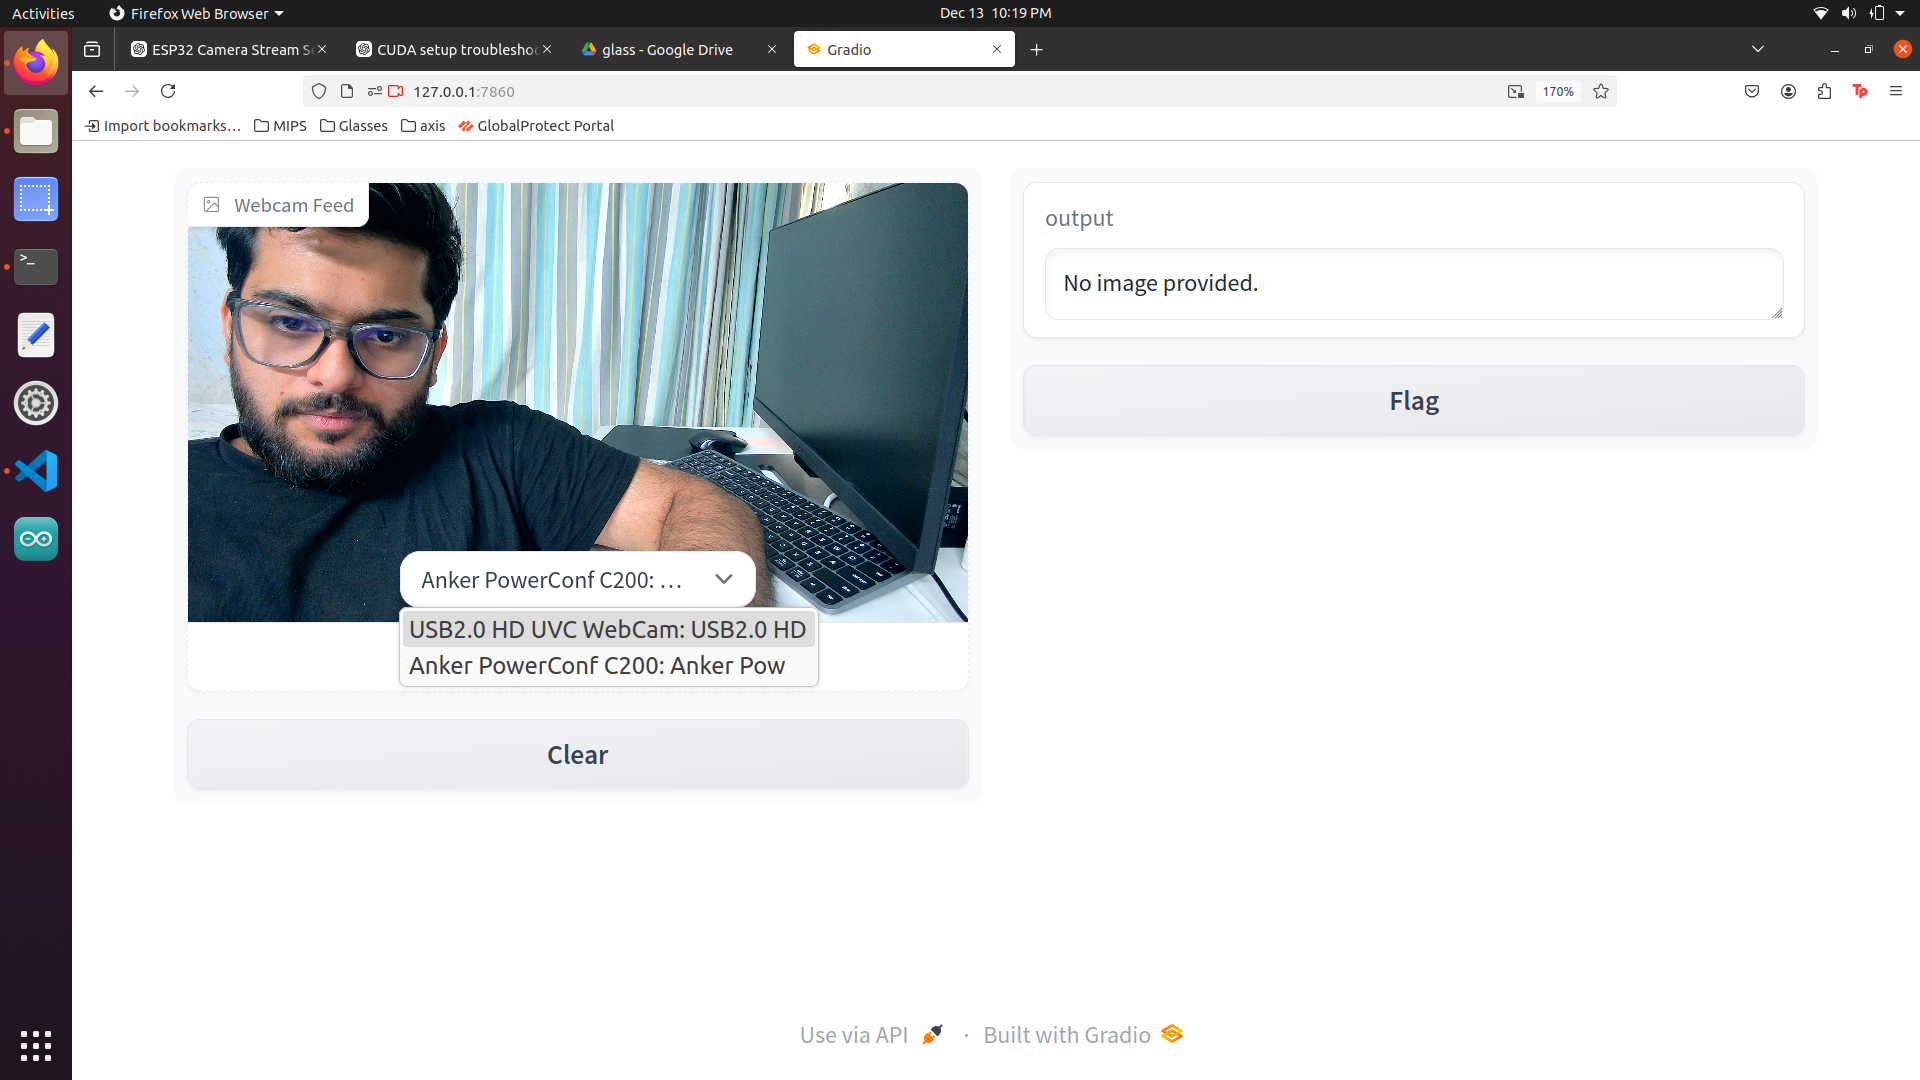 Activities
Firefox Web Browser
Dec 13 10:19 PM
ESP32 Camera Stream S
CUDA setup troubleshoo
glass - Google Drive
Gradio
127.0.0.1:7860
170%
Import bookmarks…
MIPS
Glasses
axis
GlobalProtect Portal
Webcam Feed
Anker PowerConf C200: …
USB2.0 HD UVC WebCam: USB2.0 HD
Anker PowerConf C200: Anker Pow
Clear
output
No image provided.
Flag
Use via API
·
Built with Gradio